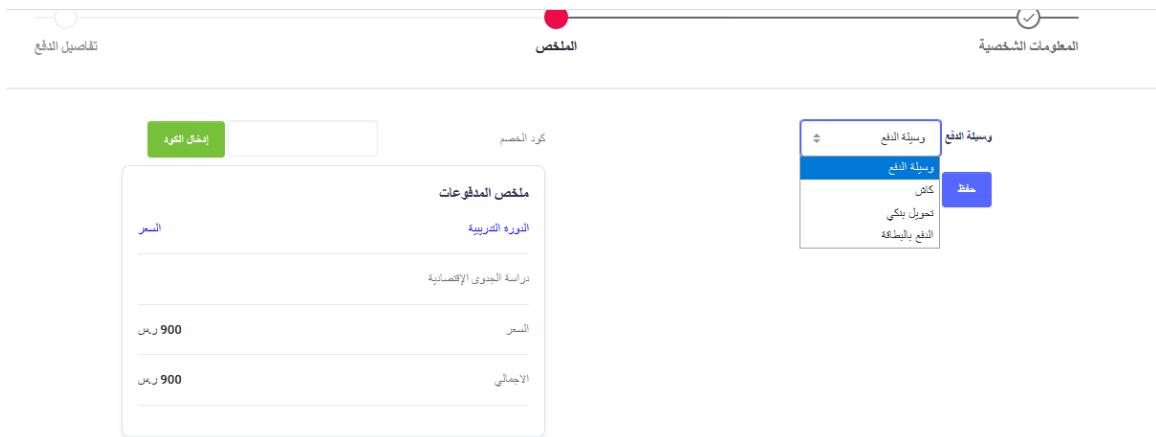 المعلومات الشخصية
الملخص
تفاصيل الدفع
وسيلة الدفع
وسيلة الدفع
وسيلة الدفع
كاش
تحويل بنكي
الدفع بالبطاقة
حفظ
كود الخصم
إدخال الكود
ملخص المدفوعات
الدورة التدريبية السعر
دراسة الجدوى الإقتصادية
السعر 900 ر.س
الاجمالي 900 ر.س